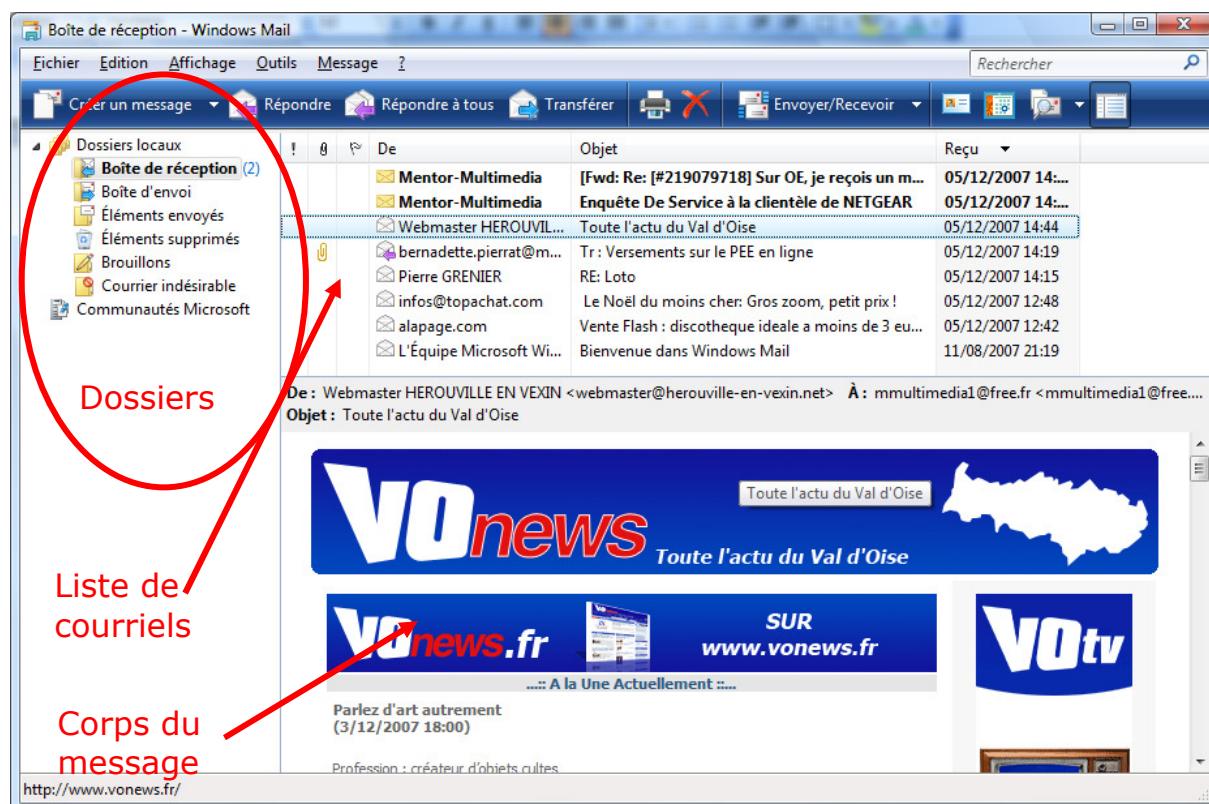 Boîte de réception - Windows Mail
Fichier Edition Affichage Outils Message ?
Rechercher
Créer un message Répondre Répondre à tous Transférer Envoyer/Recevoir
Dossiers locaux
Boîte de réception (2)
Boîte d'envoi
Éléments envoyés
Éléments supprimés
Brouillons
Courrier indésirable
Communautés Microsoft
Dossiers
Liste de
courriels
Corps du
message
! De Objet Reçu
Mentor-Multimedia [Fwd: Re: [#219079718] Sur OE, je reçois un m... 05/12/2007 14:...
Mentor-Multimedia Enquête De Service à la clientèle de NETGEAR 05/12/2007 14:...
Webmaster HEROUVIL... Toute l'actu du Val d'Oise 05/12/2007 14:44
bernadette.pierrat@m... Tr : Versements sur le PEE en ligne 05/12/2007 14:19
Pierre GRENIER RE: Loto 05/12/2007 14:15
infos@topachat.com Le Noël du moins cher: Gros zoom, petit prix ! 05/12/2007 12:48
alapage.com Vente Flash : discotheque ideale a moins de 3 eu... 05/12/2007 12:42
L'Équipe Microsoft Wi... Bienvenue dans Windows Mail 11/08/2007 21:19
De : Webmaster HEROUVILLE EN VEXIN <webmaster@herouville-en-vexin.net> À : mmultimedia1@free.fr <mmultimedia1@free....
Objet : Toute l'actu du Val d'Oise
VOnews Toute l'actu du Val d'Oise
Toute l'actu du Val d'Oise
VOnews.fr
SUR
www.vonews.fr
VOtv
...:: A la Une Actuellement ::...
Parlez d'art autrement
(3/12/2007 18:00)
Profession : créateur d'objets cultes
http://www.vonews.fr/